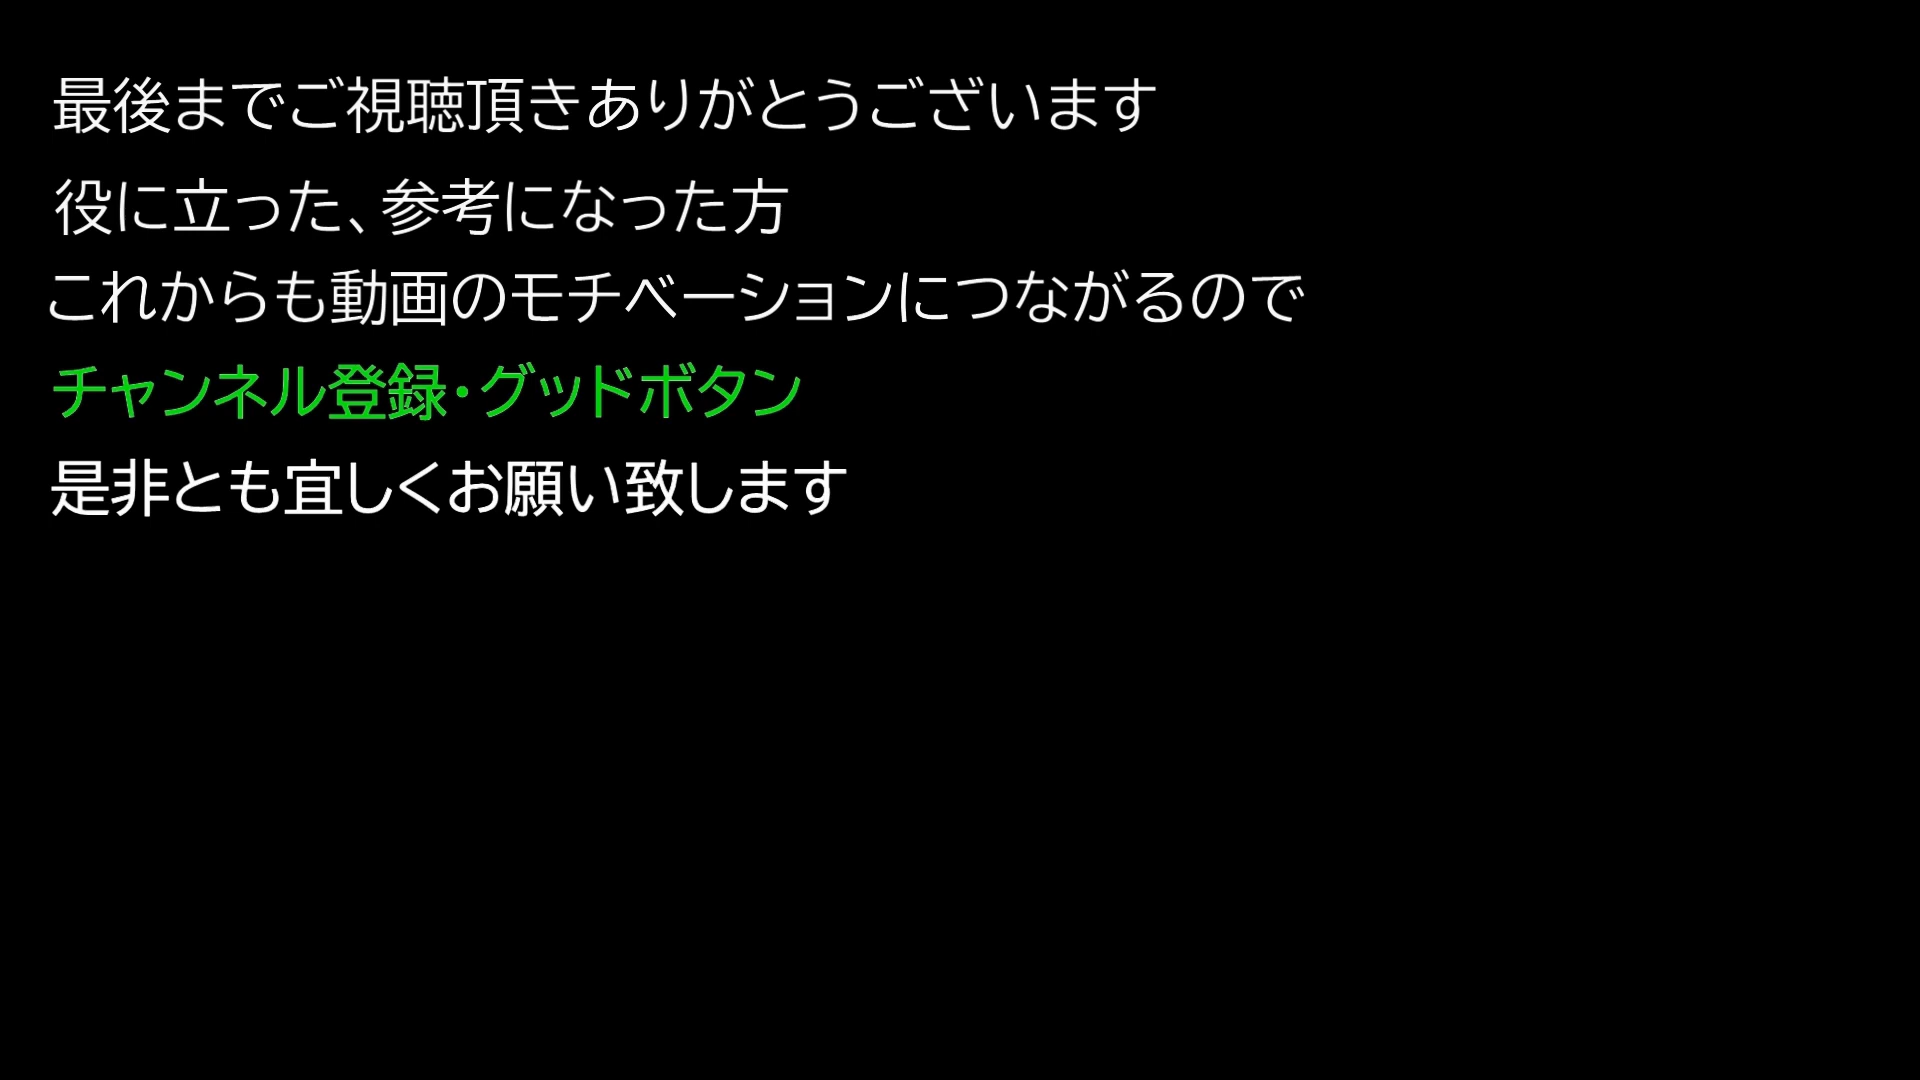 最後までご視聴頂きありがとうございます
役に立った、参考になった方
これからも動画のモチベーションにつながるので
チャンネル登録・グッドボタン
是非とも宜しくお願い致します